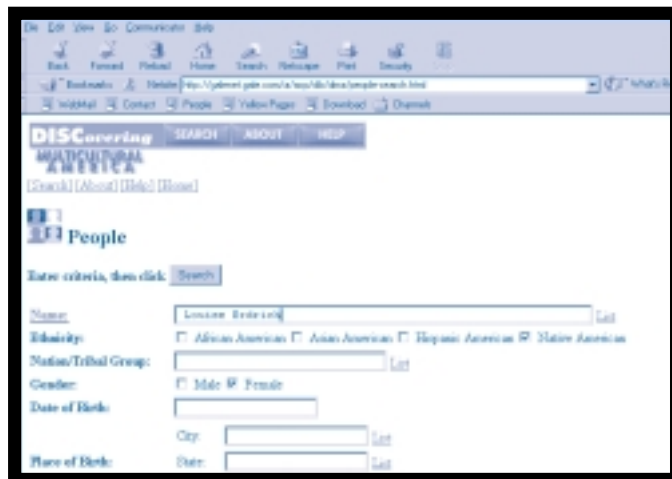 File Edit View Go Communicator Help
Back Forward Reload Home Search Netscape Print Security
Bookmarks Netsite: What's R
WebMail Contact People Yellow Pages Download Channels
DISCovering SEARCH ABOUT HELP
MULTICULTURAL
AMERICA
[Search] [About] [Help] [Home]
People
Enter criteria, then click Search
Name: List
Ethnicity: African American Asian American Hispanic American Native American
Nation/Tribal Group: List
Gender: Male Female
Date of Birth:
City: List
Place of Birth: State: List